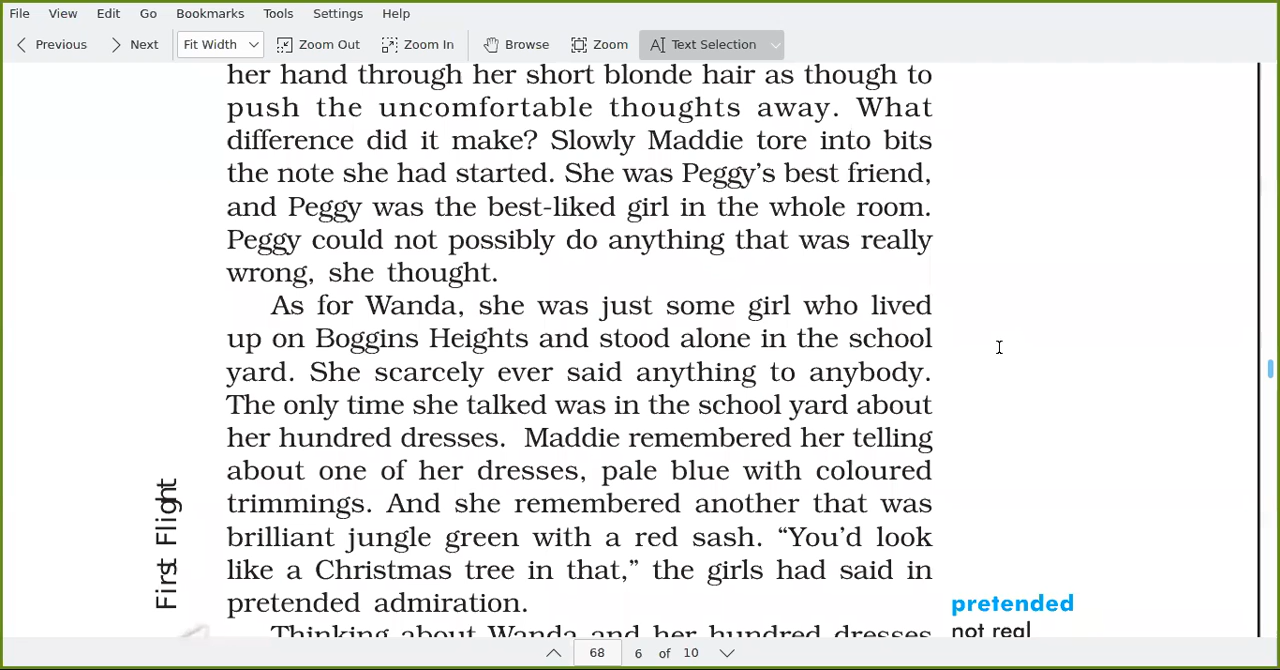 File View Edit Go Bookmarks Tools Settings Help
Previous Next Fit Width Zoom Out Zoom In Browse Zoom Text Selection
her hand through her short blonde hair as though to
push the uncomfortable thoughts away. What
difference did it make? Slowly Maddie tore into bits
the note she had started. She was Peggy’s best friend,
and Peggy was the best-liked girl in the whole room.
Peggy could not possibly do anything that was really
wrong, she thought.
As for Wanda, she was just some girl who lived
up on Boggins Heights and stood alone in the school
yard. She scarcely ever said anything to anybody.
The only time she talked was in the school yard about
her hundred dresses. Maddie remembered her telling
about one of her dresses, pale blue with coloured
trimmings. And she remembered another that was
brilliant jungle green with a red sash. “You’d look
like a Christmas tree in that,” the girls had said in
pretended admiration.
Thinking about Wanda and her hundred dresses
First Flight
pretended
not real
68 6 of 10